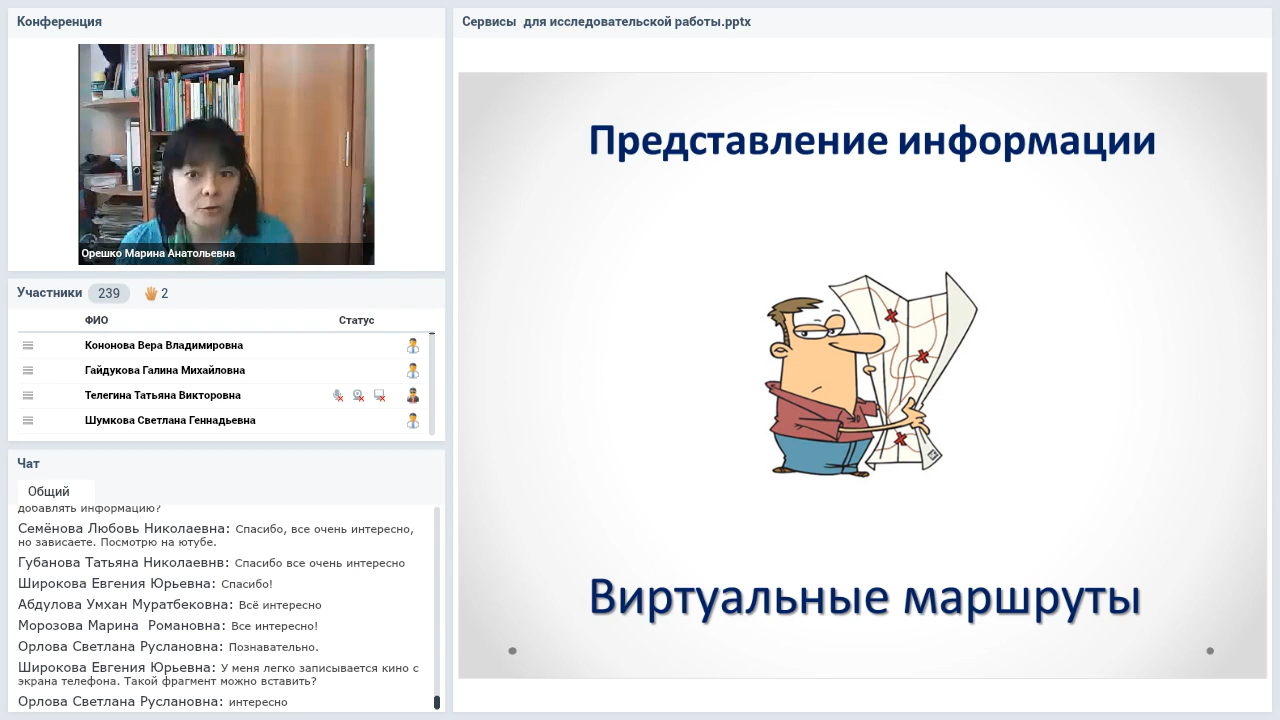 Конференция
Орешко Марина Анатольевна
Участники 239 2
ФИО Статус
Кононова Вера Владимировна
Гайдукова Галина Михайловна
Телегина Татьяна Викторовна
Шумкова Светлана Геннадьевна
Чат
Общий
добавлять информацию?
Семёнова Любовь Николаевна: Спасибо, все очень интересно,
но зависаете. Посмотрю на ютубе.
Губанова Татьяна Николаевнв: Спасибо все очень интересно
Широкова Евгения Юрьевна: Спасибо!
Абдулова Умхан Муратбековна: Всё интересно
Морозова Марина Романовна: Все интересно!
Орлова Светлана Руслановна: Познавательно.
Широкова Евгения Юрьевна: У меня легко записывается кино с
экрана телефона. Такой фрагмент можно вставить?
Орлова Светлана Руслановна: интересно
Сервисы для исследовательской работы.pptx
Представление информации
Виртуальные маршруты